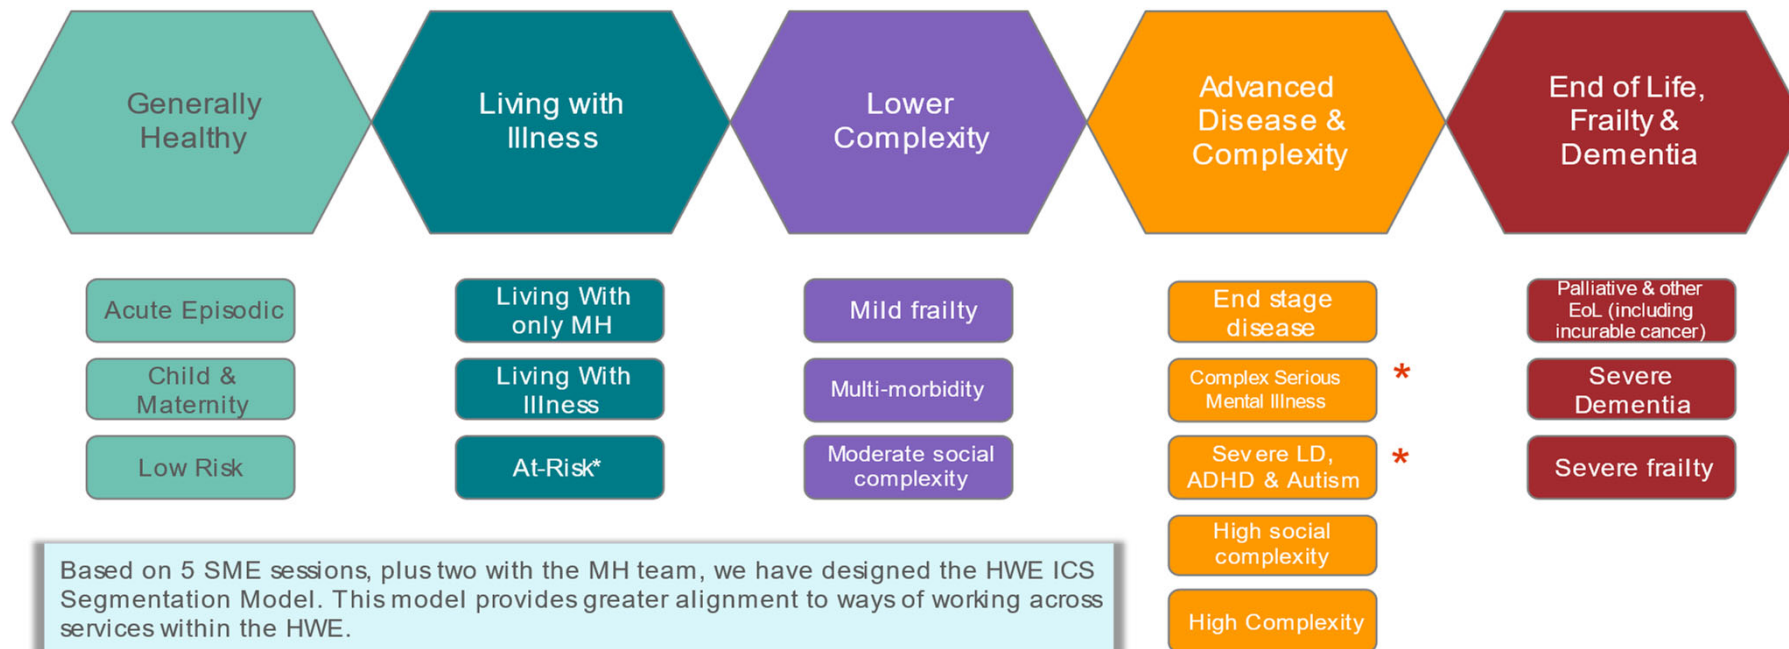 Generally
Healthy
Living with
Illness
Lower
Complexity
Advanced
Disease &
Complexity
End of Life,
Frailty &
Dementia
Acute Episodic
Child &
Maternity
Low Risk
Living With
only MH
Living With
Illness
At-Risk*
Mild frailty
Multi-morbidity
Moderate social
complexity
End stage
disease
Complex Serious
Mental Illness
*
Severe LD,
ADHD & Autism
*
High social
complexity
High Complexity
Palliative & other
EoL (including
incurable cancer)
Severe
Dementia
Severe frailty
Based on 5 SME sessions, plus two with the MH team, we have designed the HWE ICS
Segmentation Model. This model provides greater alignment to ways of working across
services within the HWE.